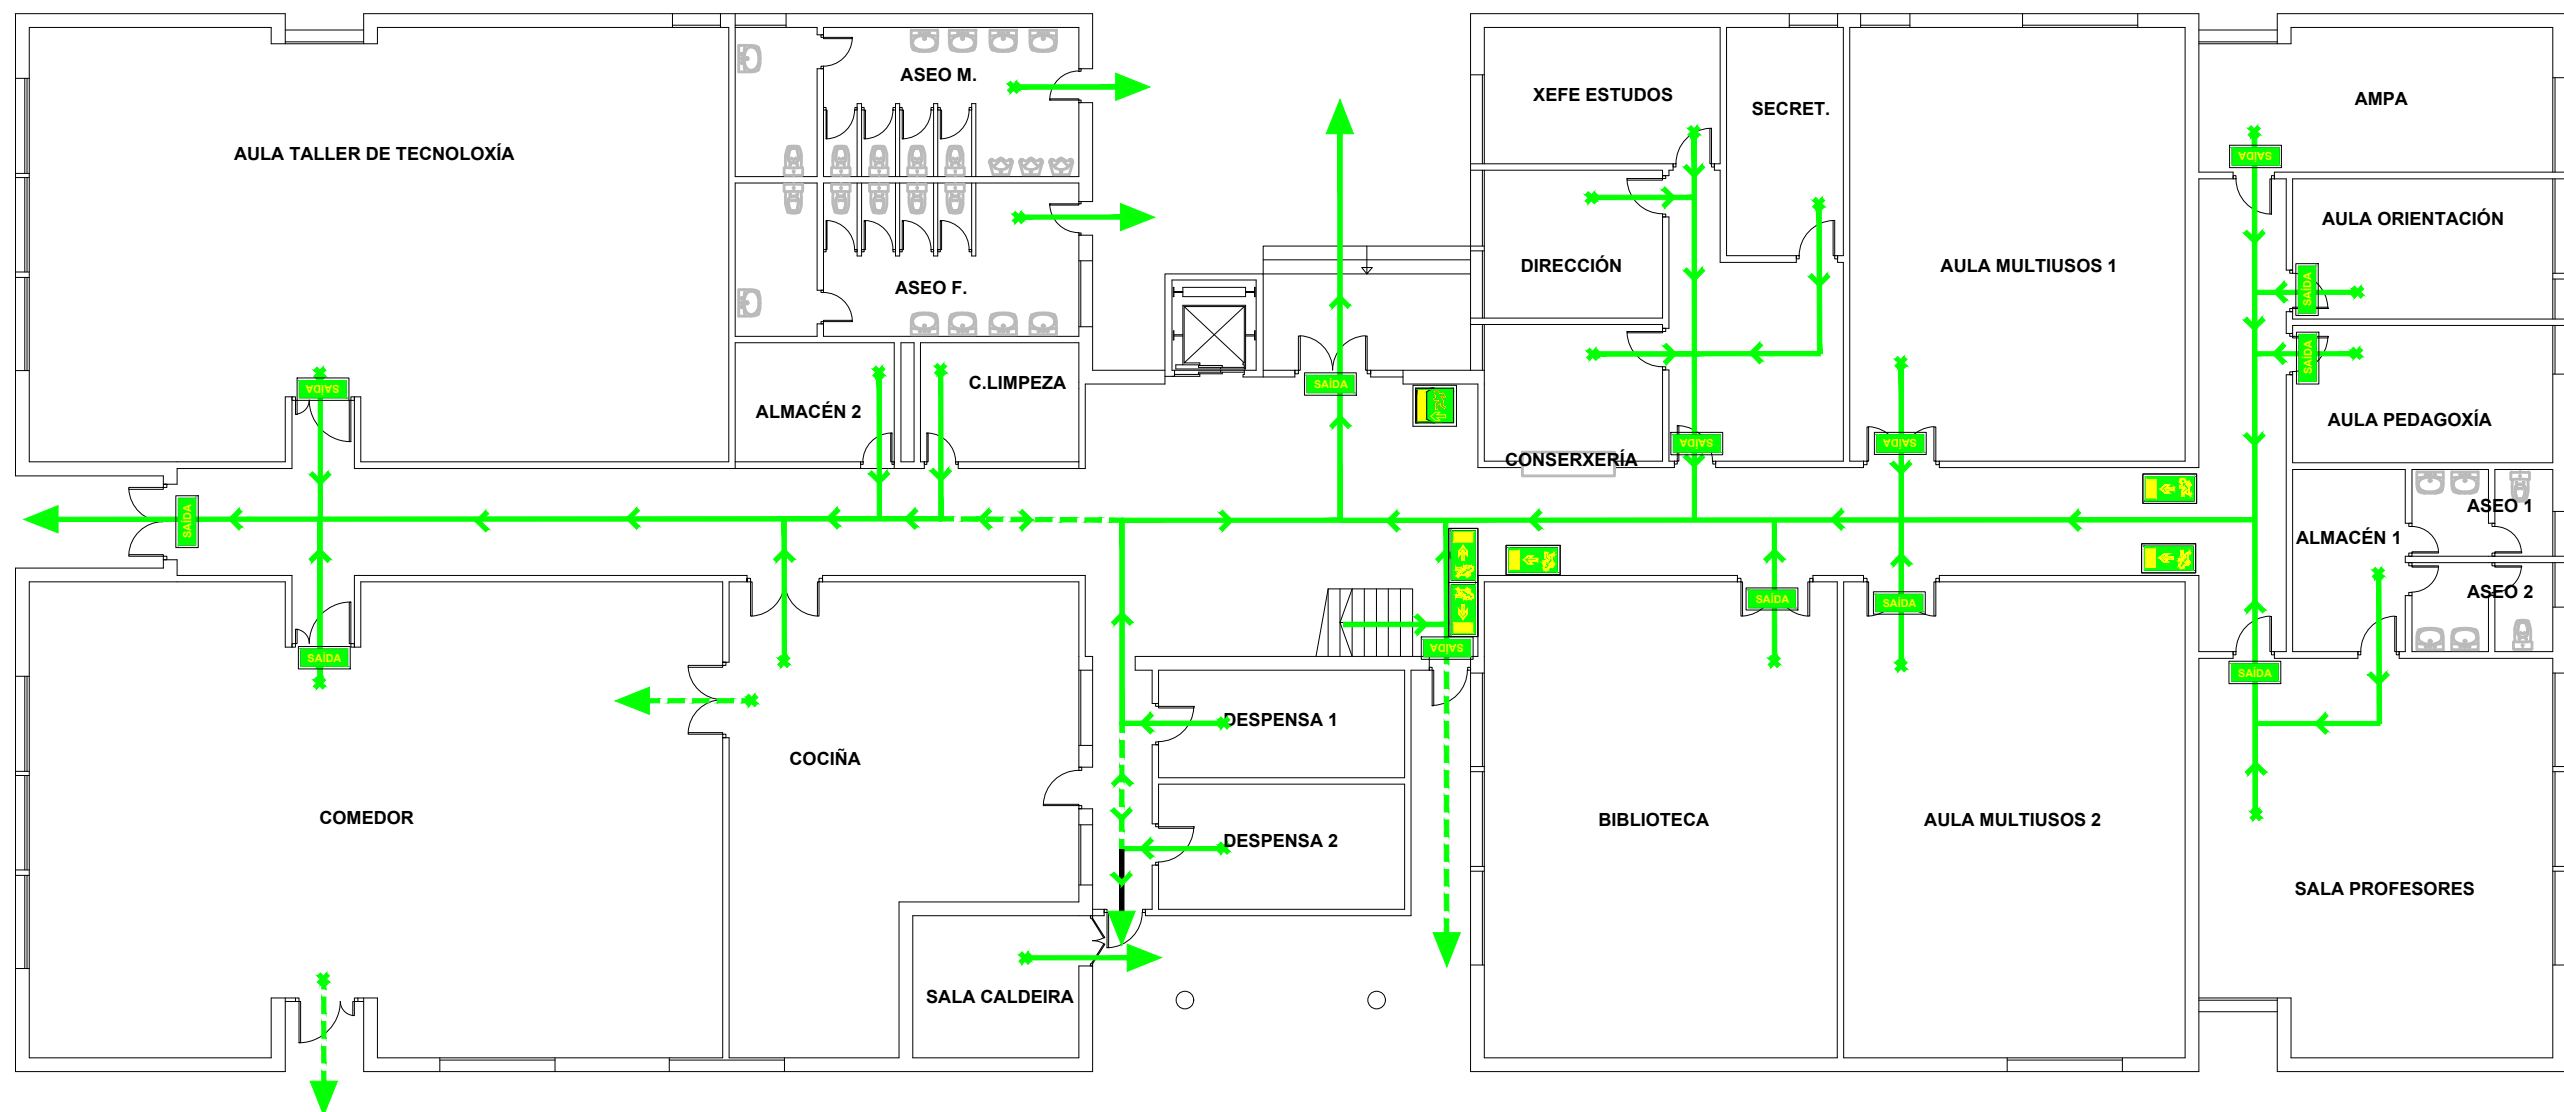 ASEO M.
XEFE ESTUDOS
SECRET.
AMPA
AULA TALLER DE TECNOLOXÍA
SAÍDA
AULA ORIENTACIÓN
DIRECCIÓN
AULA MULTIUSOS 1
ASEO F.
SAÍDA
SAÍDA
C.LIMPEZA
SAÍDA
SAÍDA
ALMACÉN 2
AULA PEDAGOXÍA
SAÍDA
SAÍDA
CONSERXERÍA
SAÍDA
ASEO 1
ALMACÉN 1
ASEO 2
SAÍDA
SAÍDA
SAÍDA
SAÍDA
SAÍDA
DESPENSA 1
COCIÑA
COMEDOR
BIBLIOTECA
AULA MULTIUSOS 2
DESPENSA 2
SALA PROFESORES
SALA CALDEIRA